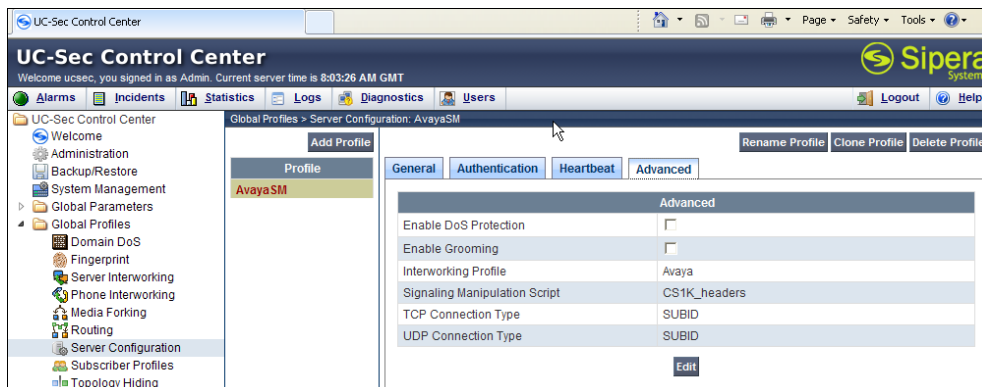 UC-Sec Control Center
Page Safety Tools
UC-Sec Control Center
Welcome ucsec, you signed in as Admin. Current server time is 8:03:26 AM GMT
Sipera
System
Alarms Incidents Statistics Logs Diagnostics Users Logout Help
UC-Sec Control Center
Welcome
Administration
Backup/Restore
System Management
Global Parameters
Global Profiles
Domain DoS
Fingerprint
Server Interworking
Phone Interworking
Media Forking
Routing
Server Configuration
Subscriber Profiles
Topology Hiding
Global Profiles > Server Configuration: AvayaSM
Add Profile
Profile
AvayaSM
Rename Profile Clone Profile Delete Profile
General Authentication Heartbeat Advanced
Advanced
Enable DoS Protection
Enable Grooming
Interworking Profile Avaya
Signaling Manipulation Script CS1K_headers
TCP Connection Type SUBID
UDP Connection Type SUBID
Edit